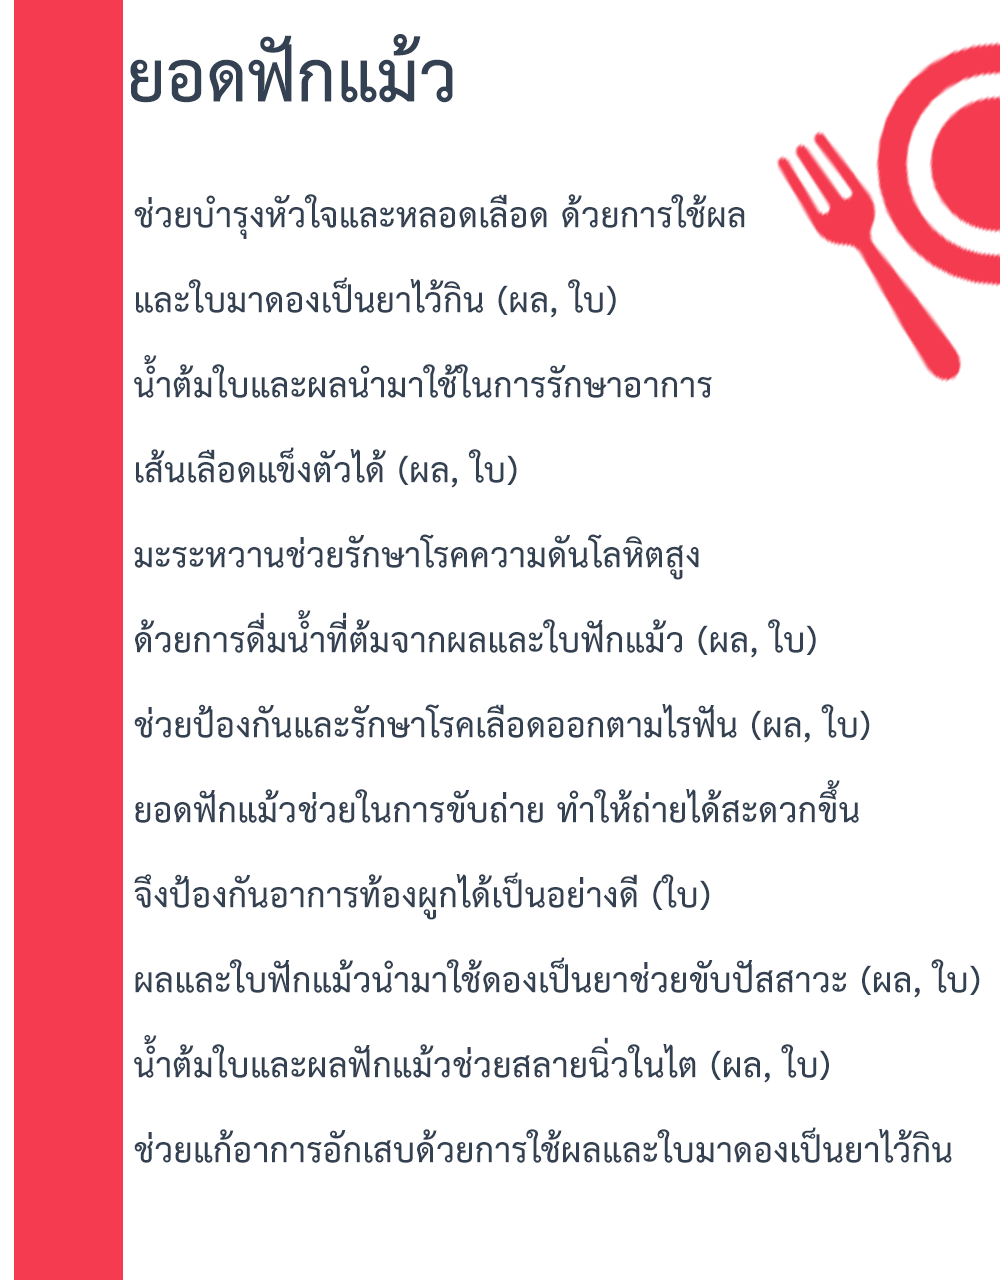 ยอดฟักแม้ว
ช่วยบำรุงหัวใจและหลอดเลือด ด้วยการใช้ผล
และใบมาดองเป็นยาไว้กิน (ผล, ใบ)
น้ำต้มใบและผลนำมาใช้ในการรักษาอาการ
เส้นเลือดแข็งตัวได้ (ผล, ใบ)
มะระหวานช่วยรักษาโรคความดันโลหิตสูง
ด้วยการดื่มน้ำที่ต้มจากผลและใบฟักแม้ว (ผล, ใบ)
ช่วยป้องกันและรักษาโรคเลือดออกตามไรฟัน (ผล, ใบ)
ยอดฟักแม้วช่วยในการขับถ่าย ทำให้ถ่ายได้สะดวกขึ้น
จึงป้องกันอาการท้องผูกได้เป็นอย่างดี (ใบ)
ผลและใบฟักแม้วนำมาใช้ดองเป็นยาช่วยขับปัสสาวะ (ผล, ใบ)
น้ำต้มใบและผลฟักแม้วช่วยสลายนิ่วในไต (ผล, ใบ)
ช่วยแก้อาการอักเสบด้วยการใช้ผลและใบมาดองเป็นยาไว้กิน